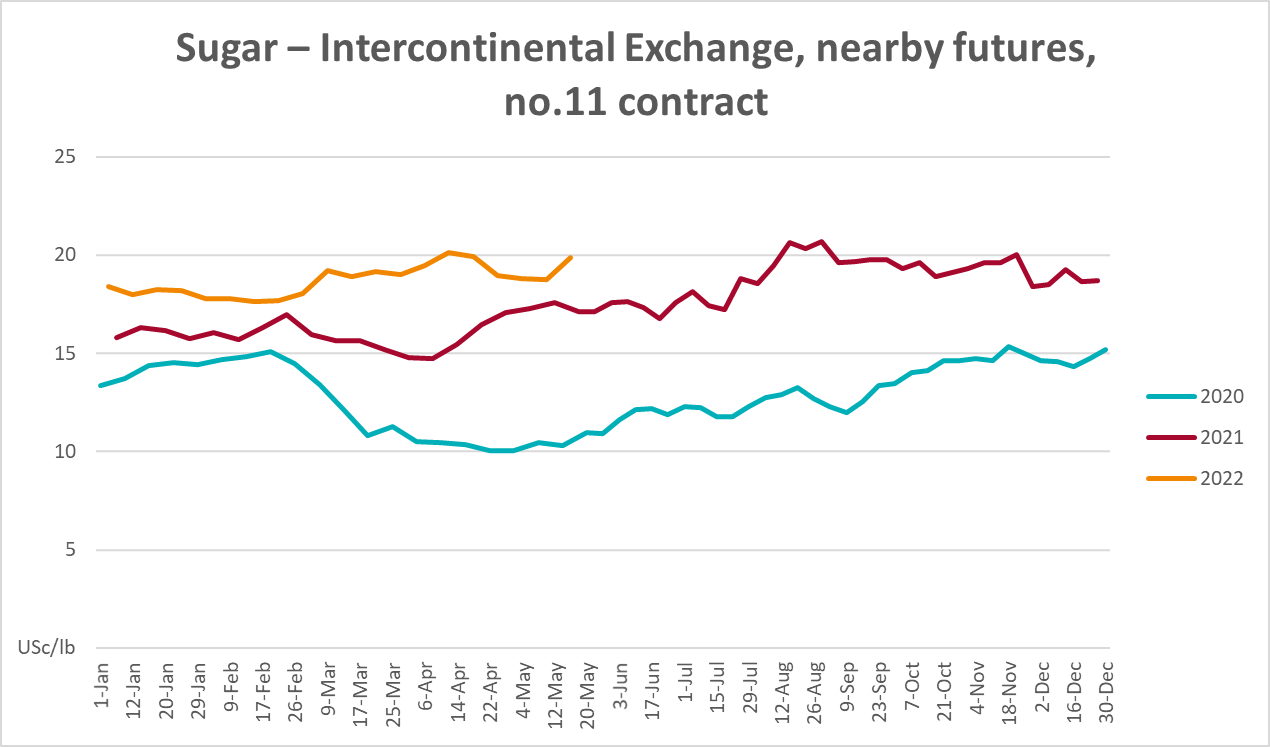 Sugar – Intercontinental Exchange, nearby futures,
no.11 contract
25
20
15
10
5
USc/lb
1-Jan
12-Jan
20-Jan
29-Jan
9-Feb
17-Feb
26-Feb
9-Mar
17-Mar
25-Mar
6-Apr
14-Apr
22-Apr
4-May
12-May
20-May
3-Jun
17-Jun
1-Jul
15-Jul
29-Jul
12-Aug
26-Aug
9-Sep
23-Sep
7-Oct
21-Oct
4-Nov
18-Nov
2-Dec
16-Dec
30-Dec
2020
2021
2022